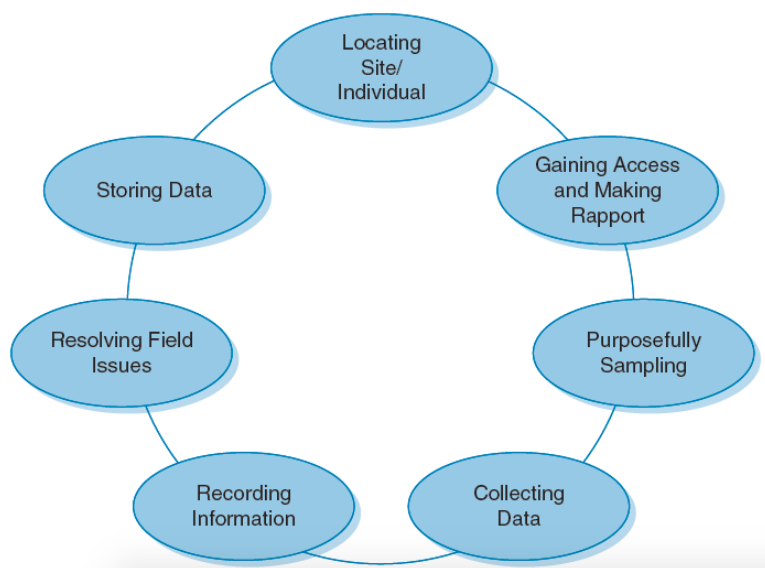 Locating
Site/
Individual
Gaining Access
and Making
Rapport
Purposefully
Sampling
Collecting
Data
Recording
Information
Resolving Field
Issues
Storing Data